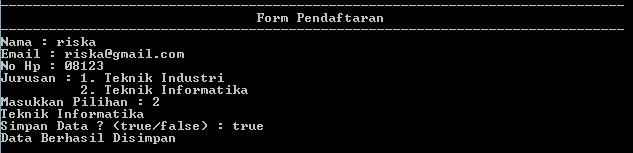 --------------------------------------------------------------------------------
Form Pendaftaran
--------------------------------------------------------------------------------
Nama : riska
Email : riska@gmail.com
No Hp : 08123
Jurusan : 1. Teknik Industri
          2. Teknik Informatika
Masukkan Pilihan : 2
Teknik Informatika
Simpan Data ? (true/false) : true
Data Berhasil Disimpan